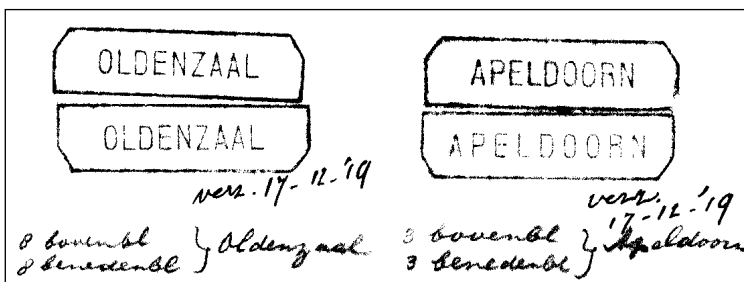 OLDENZAAL
OLDENZAAL
verz. 17-12-'19
8 bovenbl
8 benedenbl } Oldenzaal
APELDOORN
APELDOORN
verz.
17-12-'19
3 bovenbl
3 benedenbl } Apeldoorn